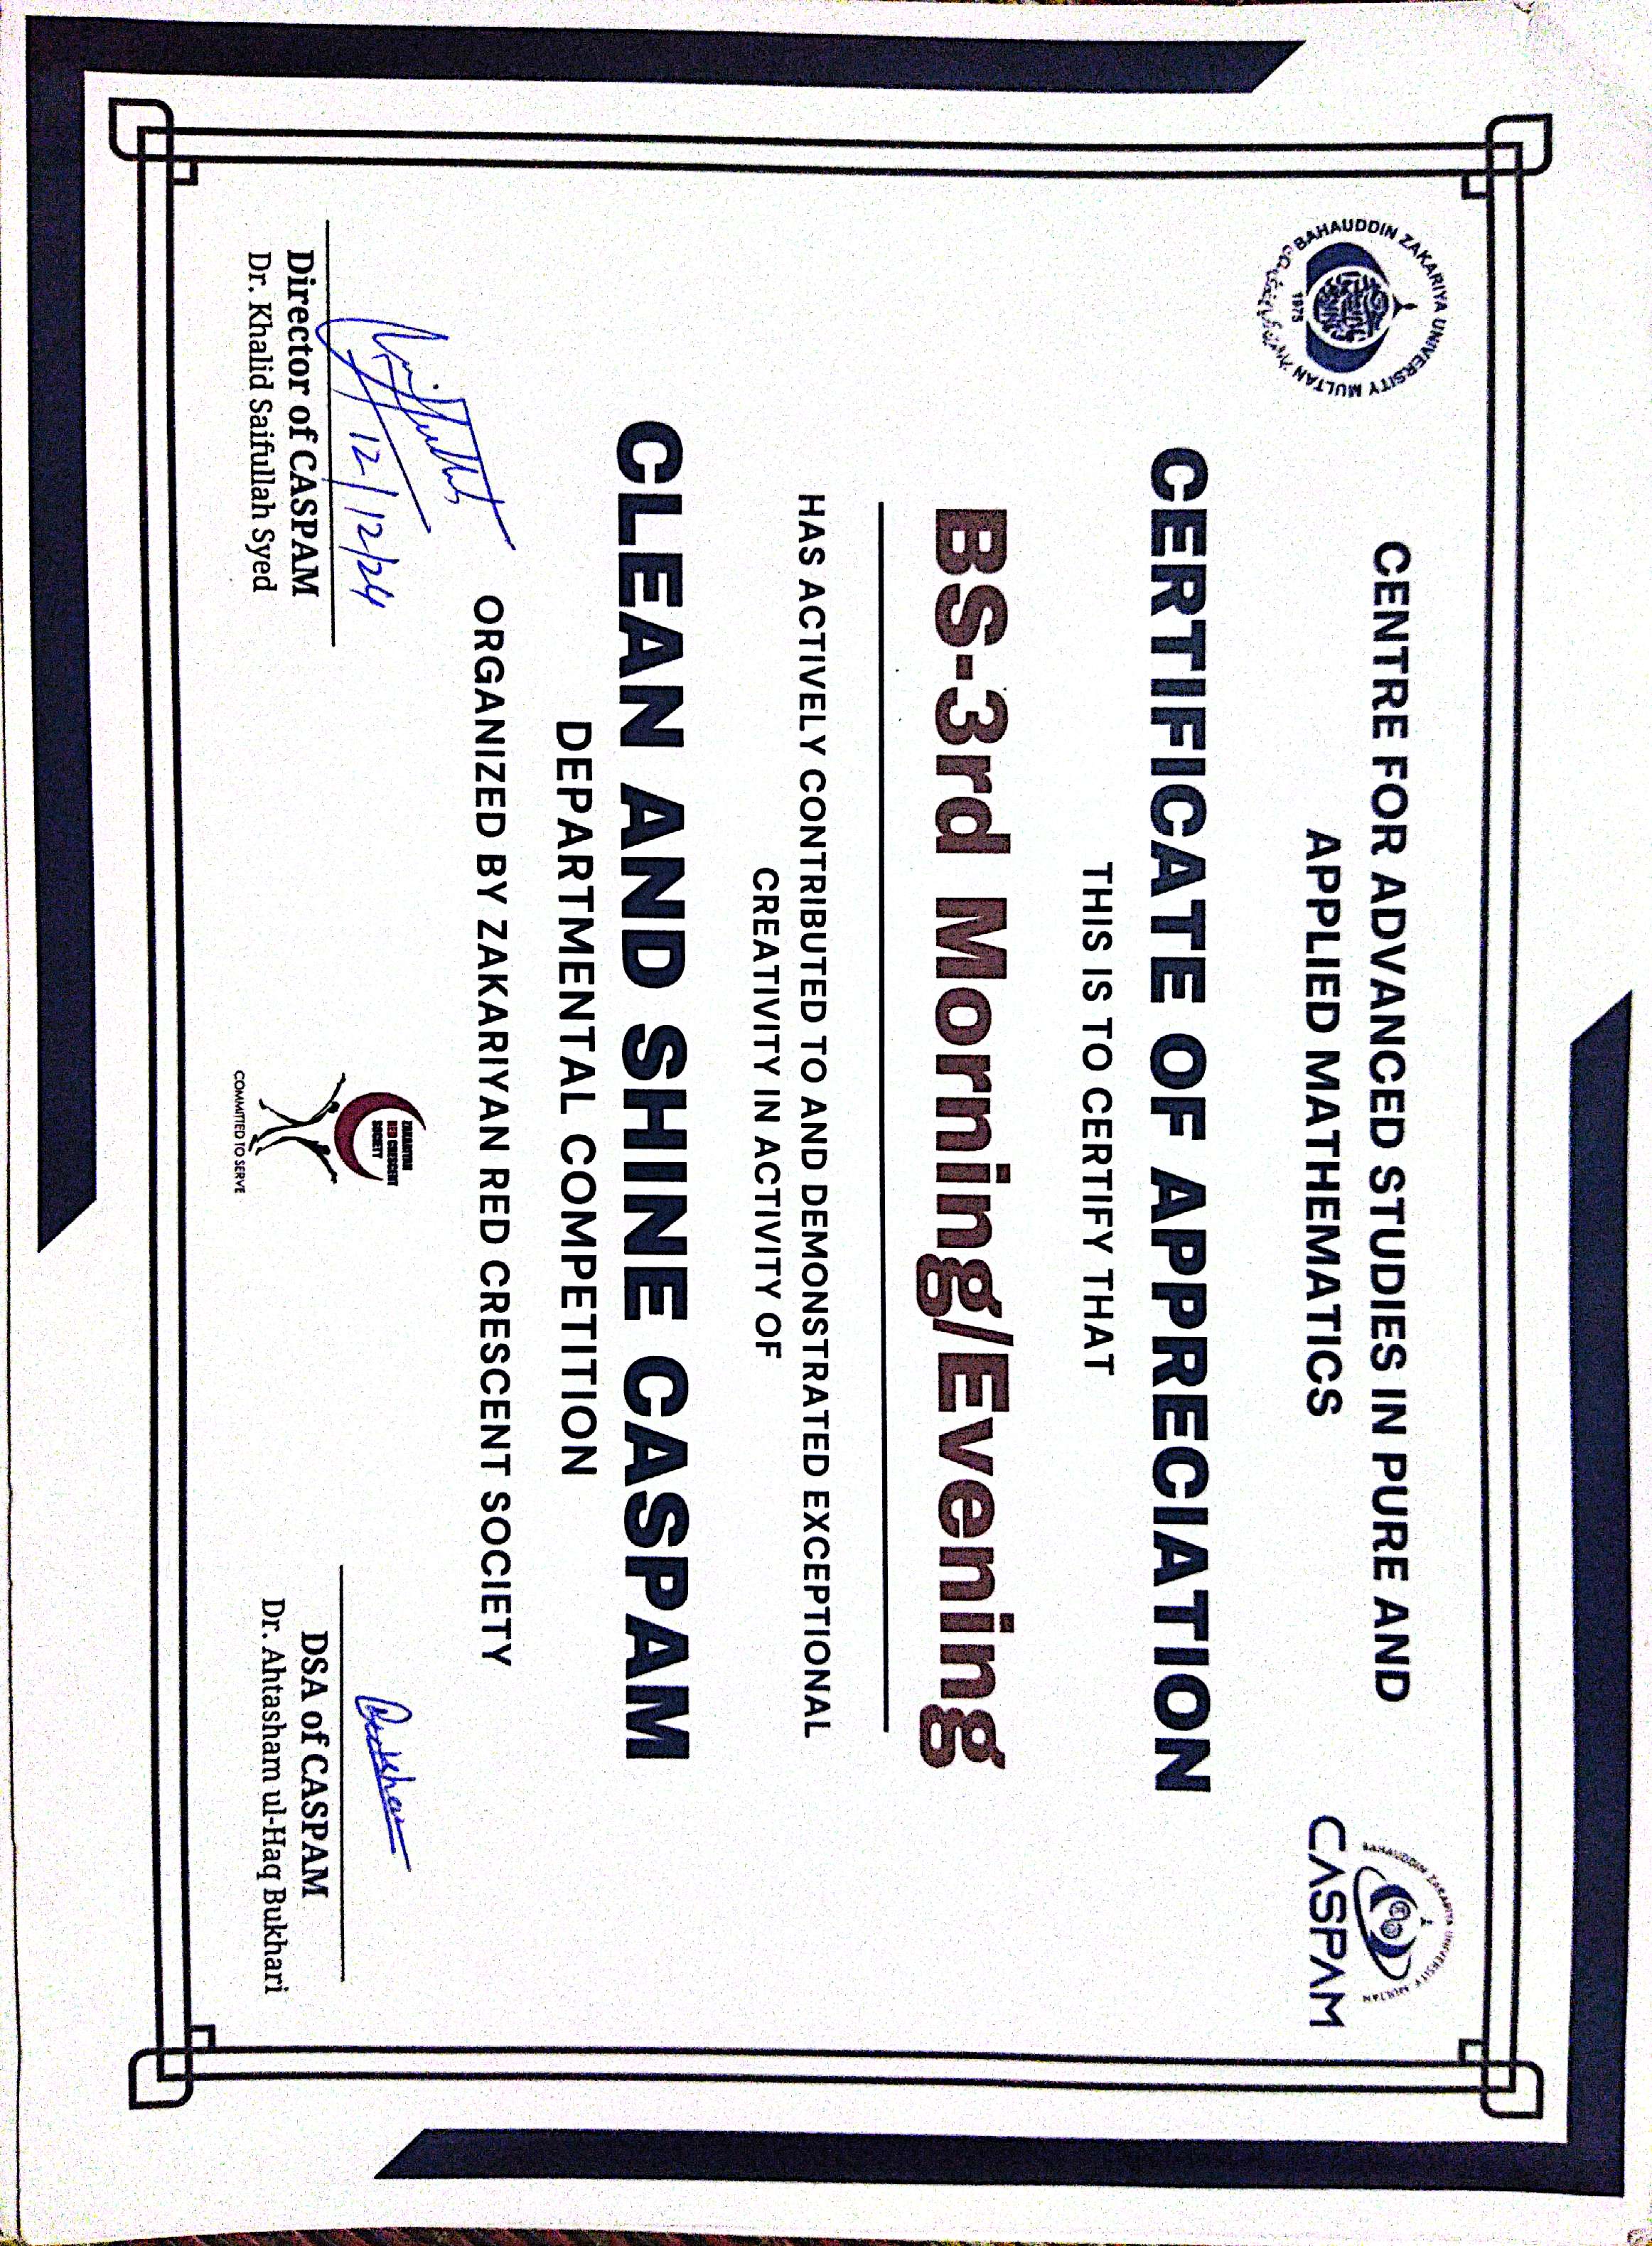 BAHAUDDIN ZAKARIYA UNIVERSITY MULTAN
1975
CENTRE FOR ADVANCED STUDIES IN PURE AND
APPLIED MATHEMATICS
BAHAUDDIN ZAKARIYA UNIVERSITY MULTAN
CASPAM
CERTIFICATE OF APPRECIATION
THIS IS TO CERTIFY THAT
BS-3rd Morning/Evening
HAS ACTIVELY CONTRIBUTED TO AND DEMONSTRATED EXCEPTIONAL
CREATIVITY IN ACTIVITY OF
CLEAN AND SHINE CASPAM
DEPARTMENTAL COMPETITION
ORGANIZED BY ZAKARIYAN RED CRESCENT SOCIETY
12/12/24
Director of CASPAM
Dr. Khalid Saifullah Syed
ZAKARIYAN
RED CRESCENT
SOCIETY
COMMITTED TO SERVE
DSA of CASPAM
Dr. Ahtasham ul-Haq Bukhari